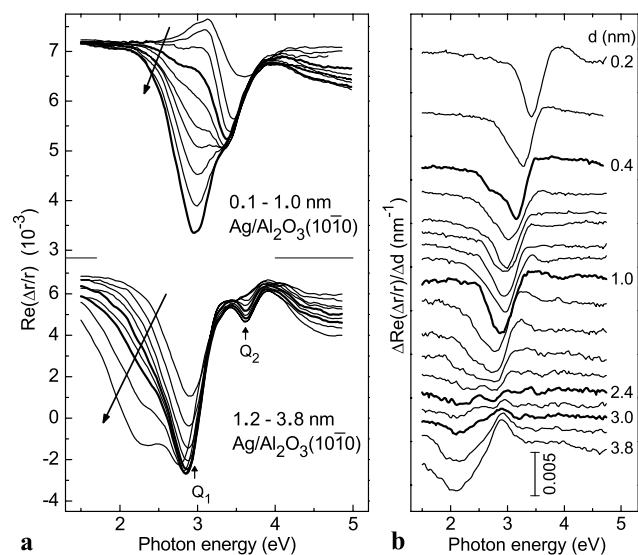 a
Re(Δr/r) (10⁻³)
7
6
5
4
3
6
4
2
0
-2
-4
0.1 - 1.0 nm
Ag/Al₂O₃(101̄0)
Q₂
1.2 - 3.8 nm
Ag/Al₂O₃(101̄0)
Q₁
2 3 4 5
Photon energy (eV)
b
ΔRe(Δr/r)/Δd (nm⁻¹)
d (nm)
0.2
0.4
1.0
2.4
3.0
3.8
0.005
2 3 4 5
Photon energy (eV)